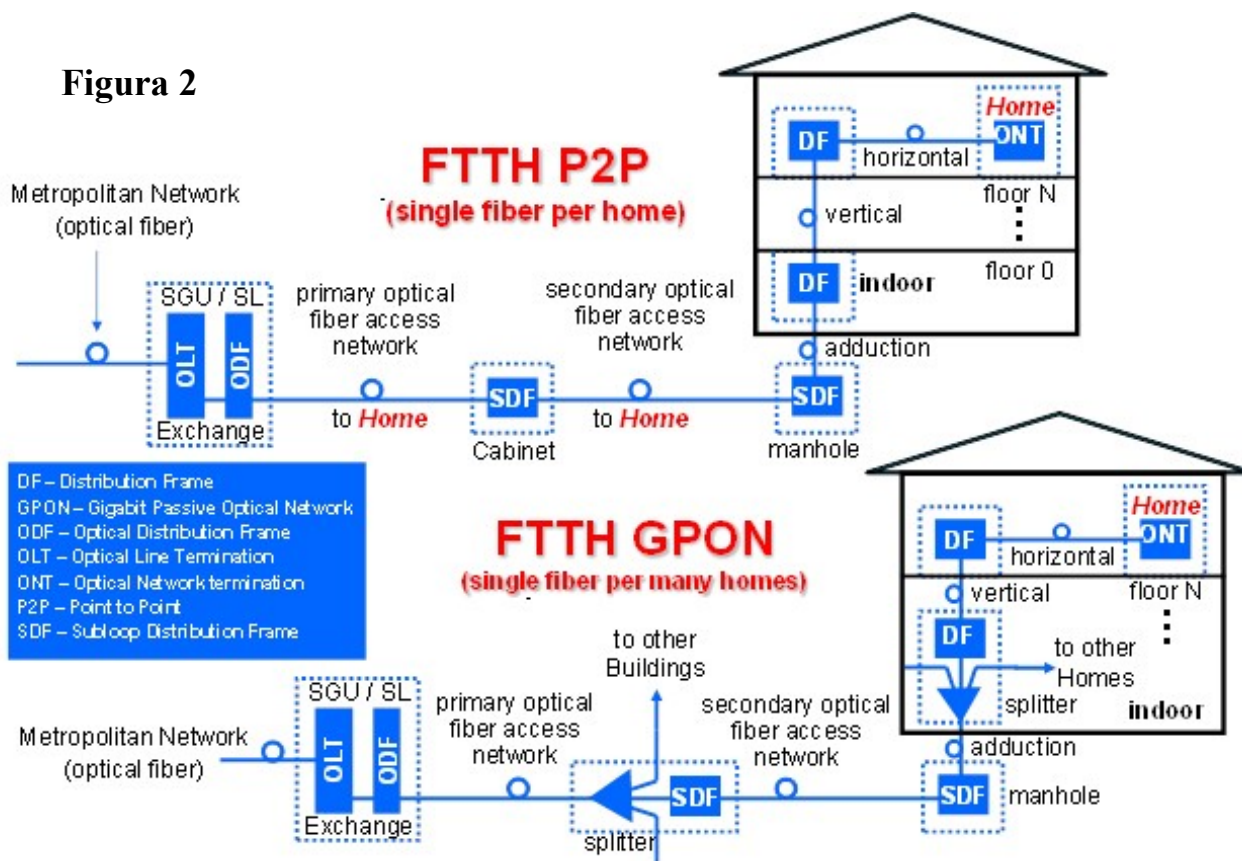 Figura 2
FTTH P2P
(single fiber per home)
Metropolitan Network
(optical fiber)
SGU / SL
OLT
ODF
Exchange
primary optical
fiber access
network
to Home
SDF
Cabinet
secondary optical
fiber access
network
to Home
SDF
manhole
adduction
DF
indoor
floor 0
vertical
floor N
DF
horizontal
Home
ONT
DF – Distribution Frame
GPON – Gigabit Passive Optical Network
ODF – Optical Distribution Frame
OLT – Optical Line Termination
ONT – Optical Network termination
P2P – Point to Point
SDF – Subloop Distribution Frame
FTTH GPON
(single fiber per many homes)
Metropolitan Network
(optical fiber)
SGU / SL
OLT
ODF
Exchange
primary optical
fiber access
network
to other
Buildings
splitter
SDF
secondary optical
fiber access
network
SDF
manhole
adduction
splitter
indoor
to other
Homes
DF
vertical
floor N
DF
horizontal
Home
ONT